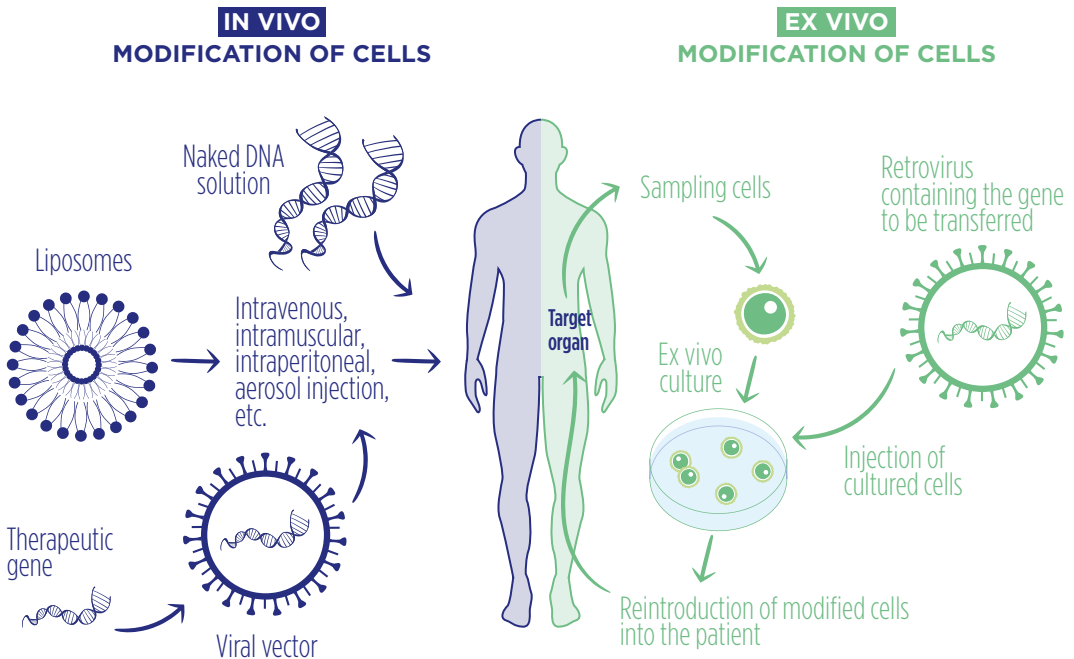 IN VIVO
MODIFICATION OF CELLS
Naked DNA
solution
Liposomes
Intravenous,
intramuscular,
intraperitoneal,
aerosol injection,
etc.
Therapeutic
gene
Viral vector
Target
organ
EX VIVO
MODIFICATION OF CELLS
Sampling cells
Retrovirus
containing the gene
to be transferred
Ex vivo
culture
Injection of
cultured cells
Reintroduction of modified cells
into the patient